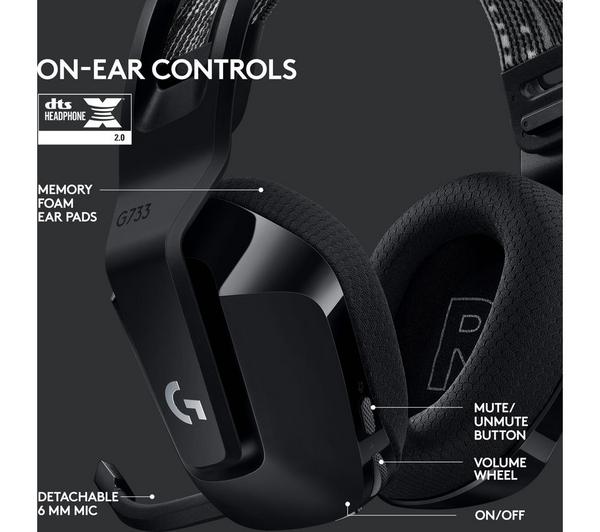 ON-EAR CONTROLS
dts
HEADPHONE X
2.0
MEMORY
FOAM
EAR PADS
G733
G
R
MUTE/
UNMUTE
BUTTON
VOLUME
WHEEL
DETACHABLE
6 MM MIC
ON/OFF